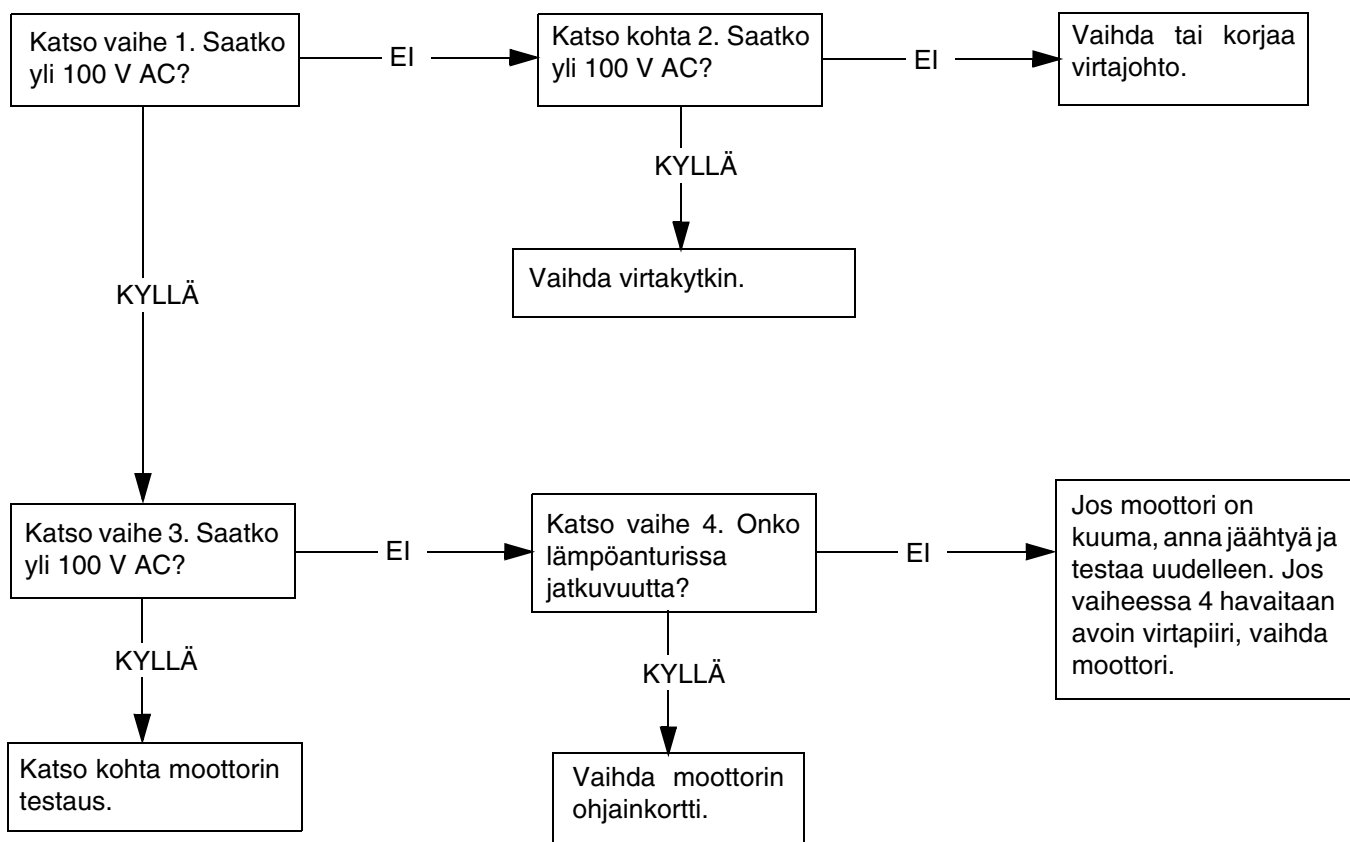 Katso vaihe 1. Saatko
yli 100 V AC?
EI
Katso kohta 2. Saatko
yli 100 V AC?
EI
Vaihda tai korjaa
virtajohto.
KYLLÄ
Vaihda virtakytkin.
KYLLÄ
Katso vaihe 3. Saatko
yli 100 V AC?
EI
Katso vaihe 4. Onko
lämpöanturissa
jatkuvuutta?
EI
Jos moottori on
kuuma, anna jäähtyä ja
testaa uudelleen. Jos
vaiheessa 4 havaitaan
avoin virtapiiri, vaihda
moottori.
KYLLÄ
KYLLÄ
Katso kohta moottorin
testaus.
Vaihda moottorin
ohjainkortti.